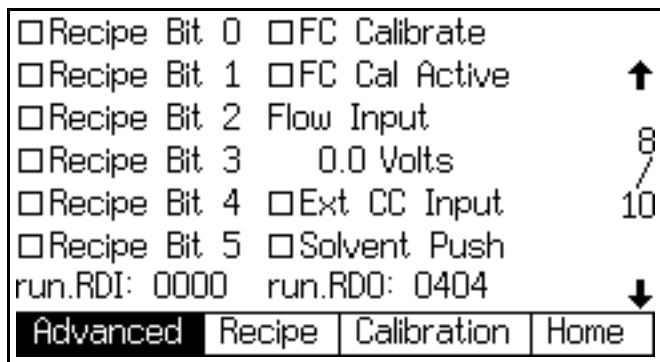 □Recipe Bit 0 □FC Calibrate
□Recipe Bit 1 □FC Cal Active
□Recipe Bit 2 Flow Input
□Recipe Bit 3 0.0 Volts
□Recipe Bit 4 □Ext CC Input
□Recipe Bit 5 □Solvent Push
run.RDI: 0000 run.RDO: 0404
8/10
Advanced Recipe Calibration Home